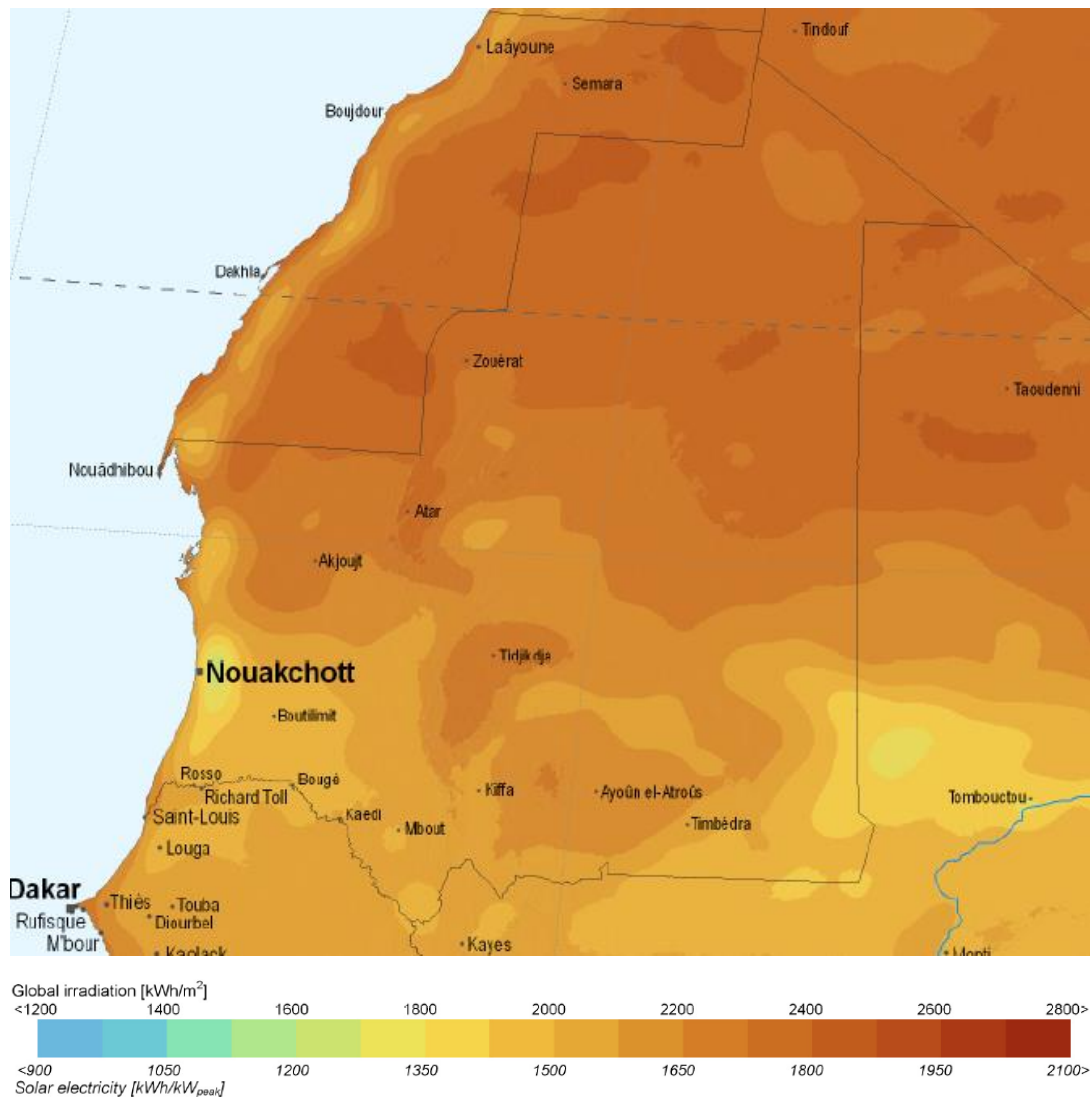 Tindouf
Laâyoune
Semara
Boujdour
Dakhla
Zouérat
Taoudenni
Nouâdhibou
Atar
Akjoujt
Tidjikdja
Nouakchott
Boutilimit
Rosso
Bougé
Richard Toll
Kiffa
Ayoûn el-Atroûs
Tombouctou
Saint-Louis
Kaedi
Mbout
Timbédra
Louga
Dakar
Thiès
Touba
Rufisque
Diourbel
M'bour
Kaolack
Kayes
Mopti
Global irradiation [kWh/m²]
<1200 1400 1600 1800 2000 2200 2400 2600 2800>
<900 1050 1200 1350 1500 1650 1800 1950 2100>
Solar electricity [kWh/kWpeak]